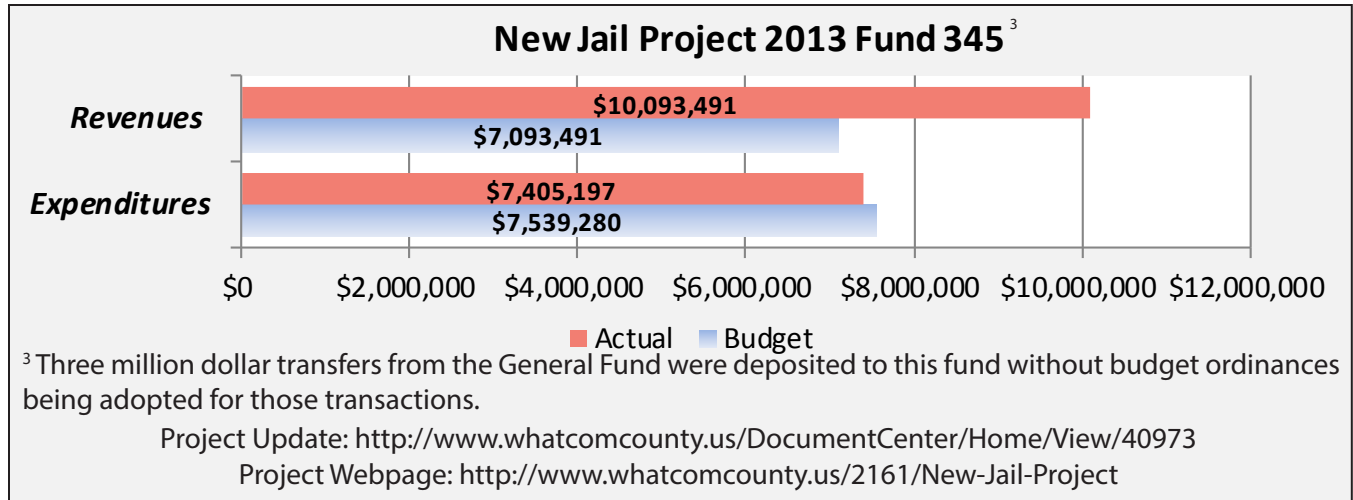 New Jail Project 2013 Fund 345 3
Revenues
$10,093,491
$7,093,491
Expenditures
$7,405,197
$7,539,280
$0 $2,000,000 $4,000,000 $6,000,000 $8,000,000 $10,000,000 $12,000,000
Actual Budget
3 Three million dollar transfers from the General Fund were deposited to this fund without budget ordinances
being adopted for those transactions.
Project Update: http://www.whatcomcounty.us/DocumentCenter/Home/View/40973
Project Webpage: http://www.whatcomcounty.us/2161/New-Jail-Project